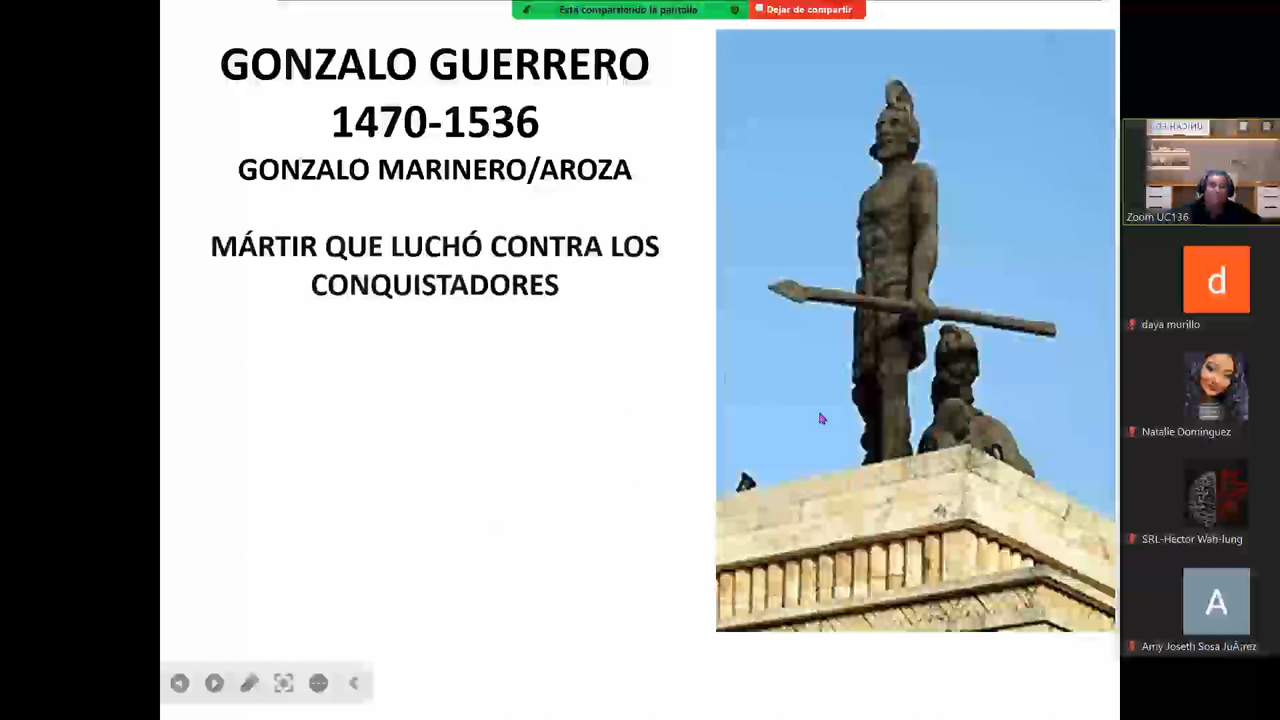 Está compartiendo la pantalla
Dejar de compartir
GONZALO GUERRERO
1470-1536
GONZALO MARINERO/AROZA
MÁRTIR QUE LUCHÓ CONTRA LOS
CONQUISTADORES
Zoom UC136
d
daya murillo
Natalie Dominguez
SRL-Hector Wah-lung
A
Amy Joseth Sosa JuÃ¡rez